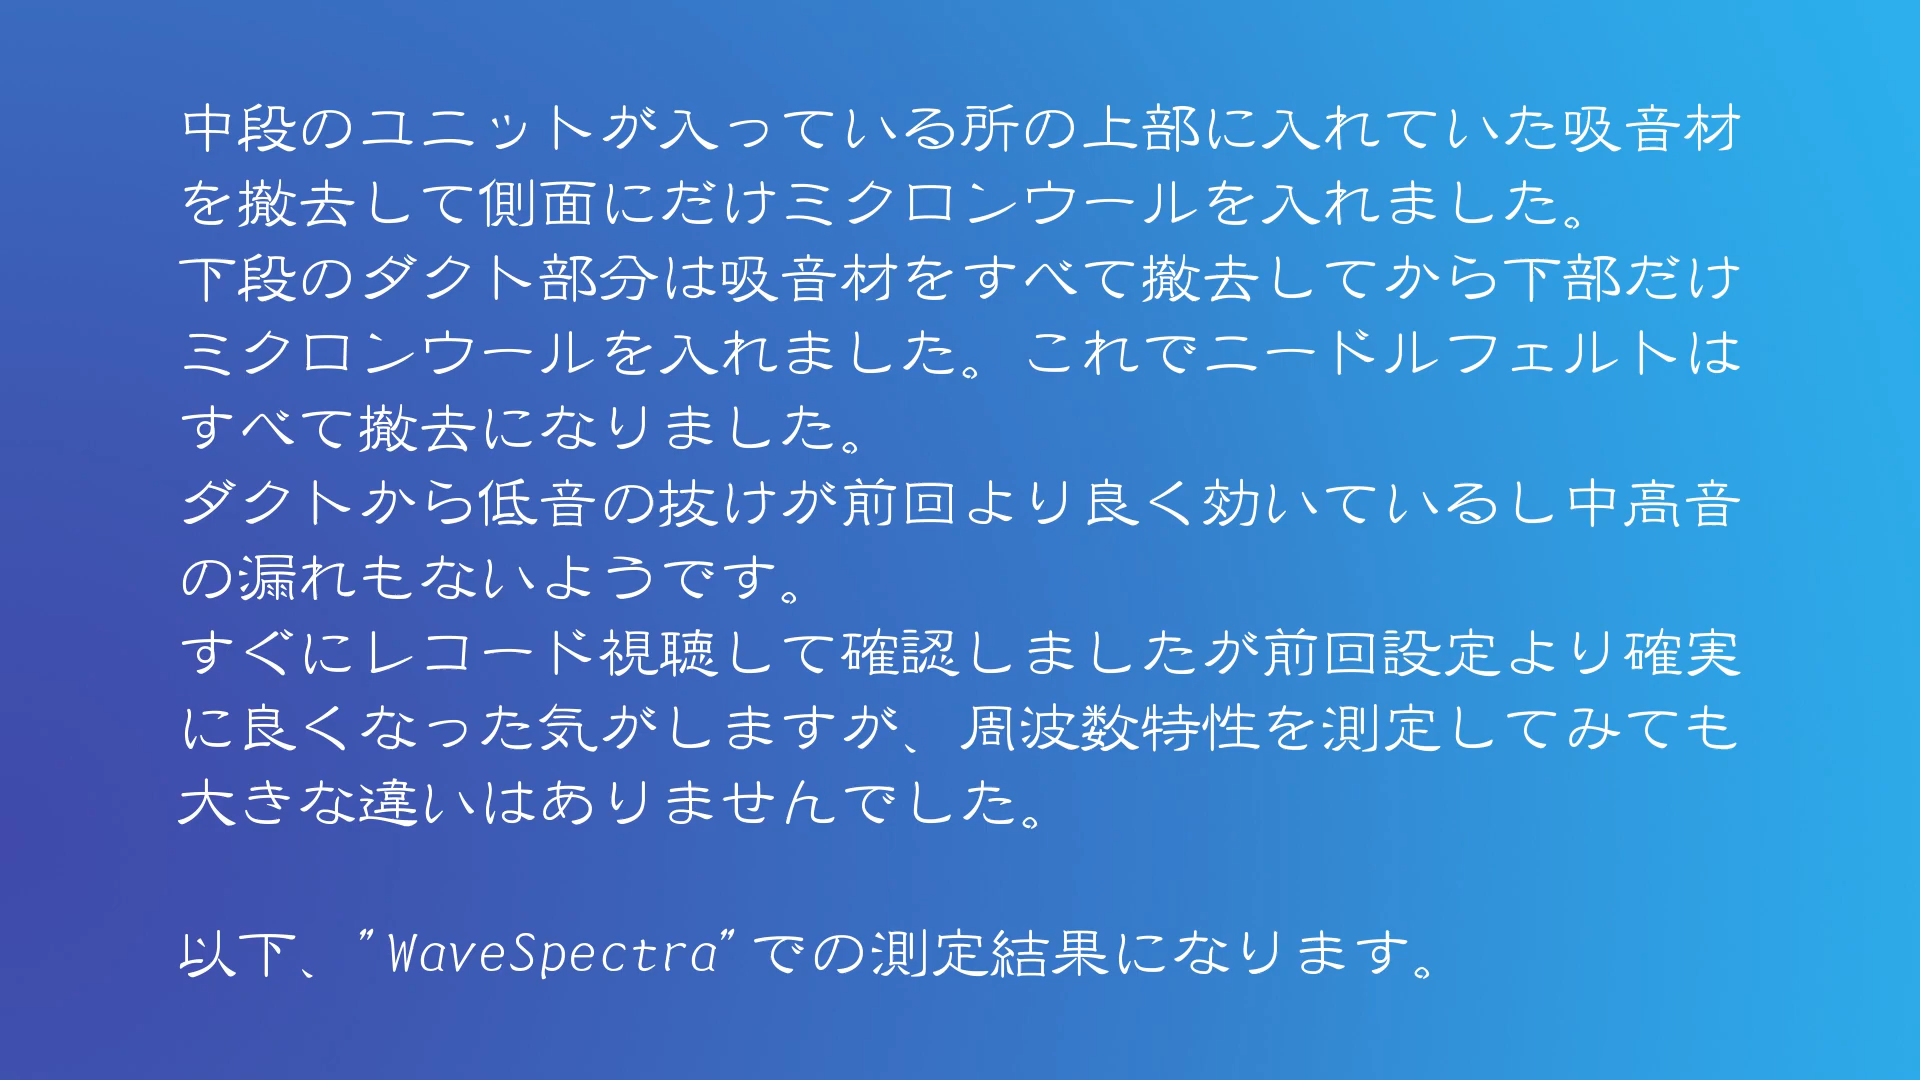 中段のユニットが入っている所の上部に入れていた吸音材
を撤去して側面にだけミクロンウールを入れました。
下段のダクト部分は吸音材をすべて撤去してから下部だけ
ミクロンウールを入れました。これでニードルフェルトは
すべて撤去になりました。
ダクトから低音の抜けが前回より良く効いているし中高音
の漏れもないようです。
すぐにレコード視聴して確認しましたが前回設定より確実
に良くなった気がしますが、周波数特性を測定してみても
大きな違いはありませんでした。
以下、"WaveSpectra"での測定結果になります。